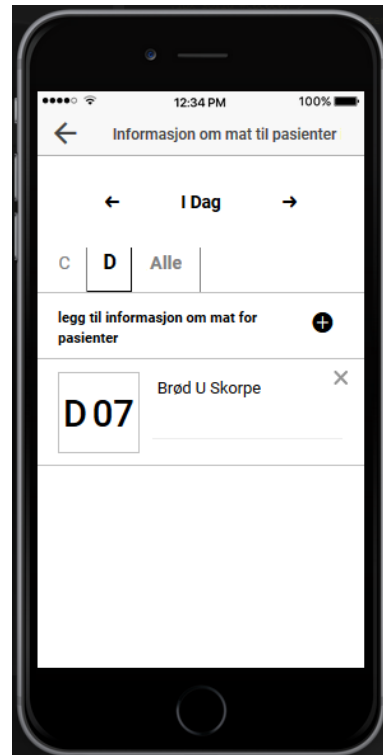 12:34 PM 100%
Informasjon om mat til pasienter
I Dag
C D Alle
legg til informasjon om mat for
pasienter
D 07
Brød U Skorpe